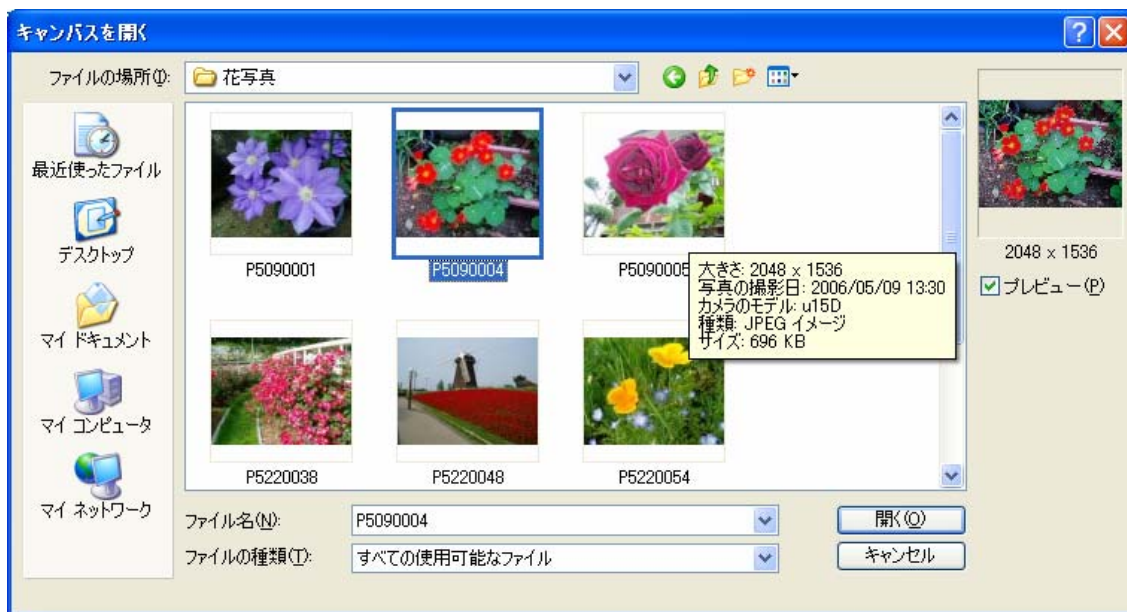 キャンバスを開く
ファイルの場所(I):
花写真
最近使ったファイル
デスクトップ
マイ ドキュメント
マイ コンピュータ
マイ ネットワーク
P5090001
P5090004
P5090005
大きさ: 2048 x 1536
写真の撮影日: 2006/05/09 13:30
カメラのモデル: u15D
種類: JPEG イメージ
サイズ: 696 KB
P5220038
P5220048
P5220054
2048 x 1536
プレビュー(P)
ファイル名(N):
P5090004
開く(O)
ファイルの種類(T):
すべての使用可能なファイル
キャンセル